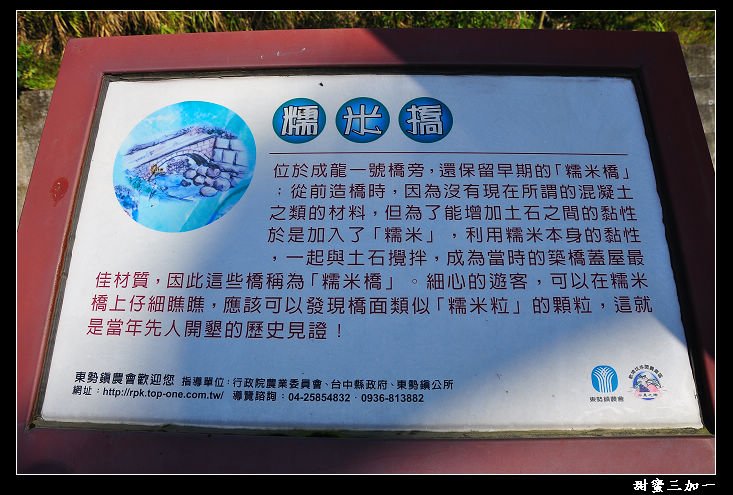 糯米橋
位於成龍一號橋旁，還保留早期的「糯米橋」
；從前造橋時，因為沒有現在所謂的混凝土
之類的材料，但為了能增加土石之間的黏性
於是加入了「糯米」，利用糯米本身的黏性
，一起與土石攪拌，成為當時的築橋蓋屋最
佳材質，因此這些橋稱為「糯米橋」。細心的遊客，可以在糯米
橋上仔細瞧瞧，應該可以發現橋面類似「糯米粒」的顆粒，這就
是當年先人開墾的歷史見證！
東勢鎮農會歡迎您 指導單位：行政院農業委員會、台中縣政府、東勢鎮公所
網址：http://rpk.top-one.com.tw/ 導覽諮詢：04-25854832．0936-813882
東勢鎮農會
甜蜜三加一